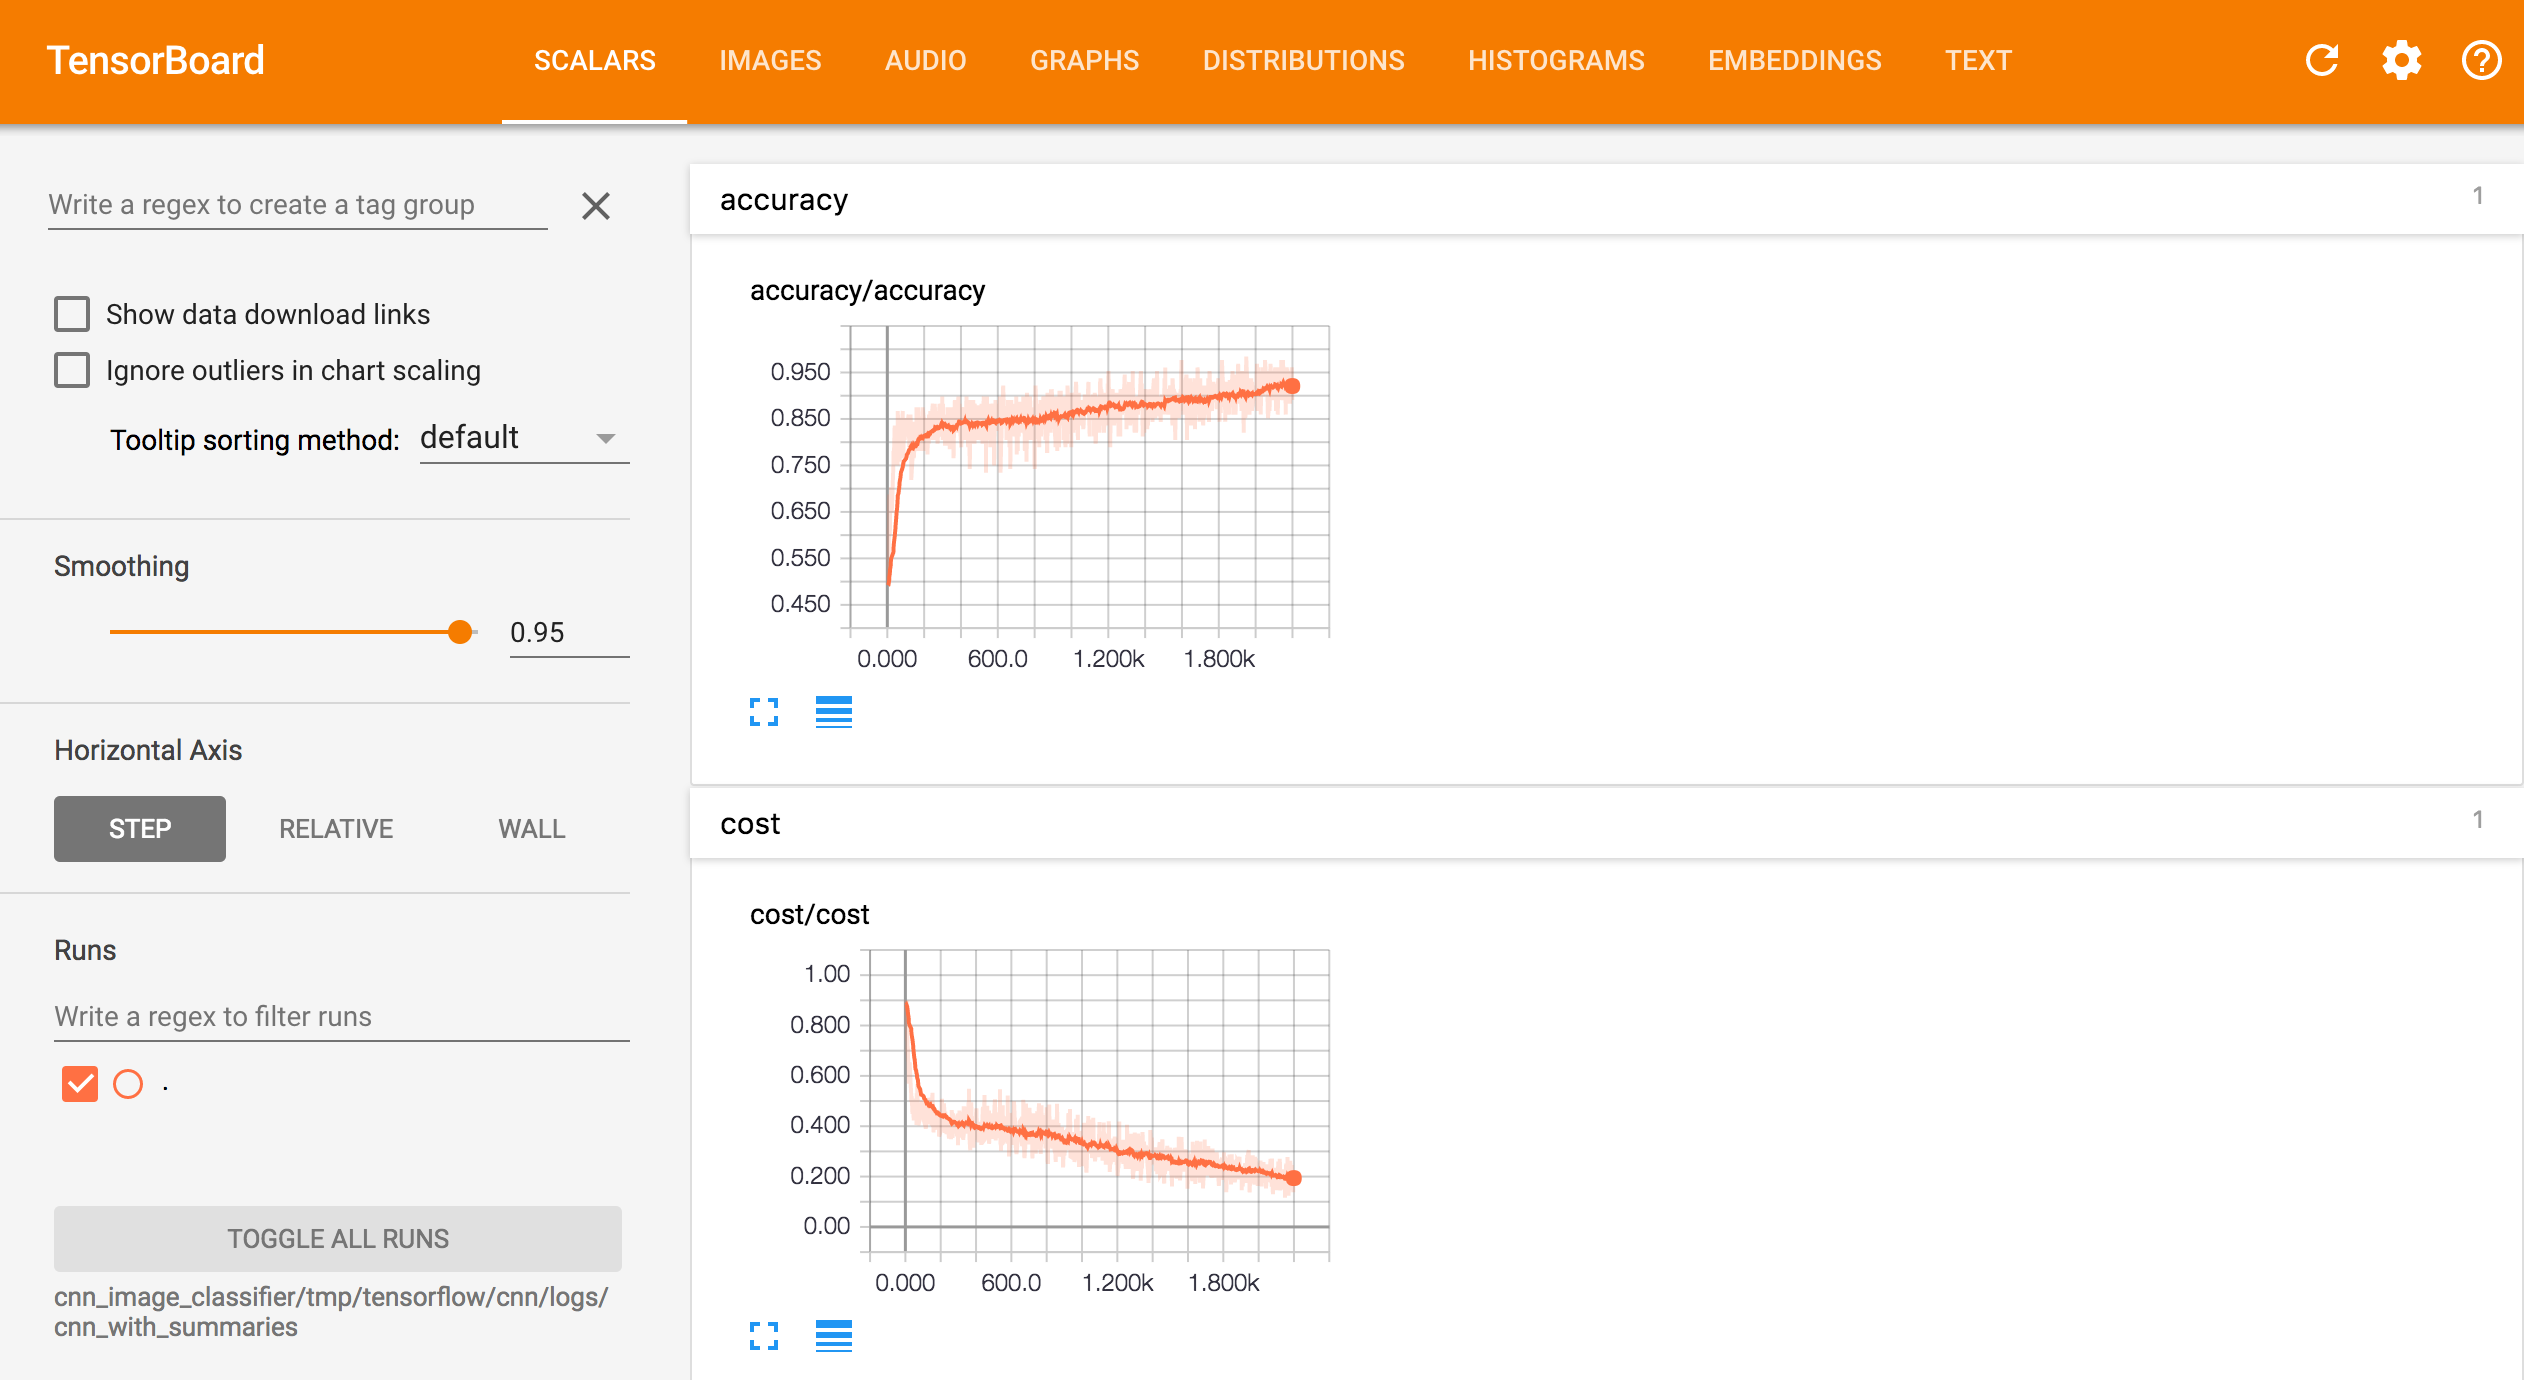 TensorBoard
SCALARS IMAGES AUDIO GRAPHS DISTRIBUTIONS HISTOGRAMS EMBEDDINGS TEXT
Write a regex to create a tag group
Show data download links
Ignore outliers in chart scaling
Tooltip sorting method: default
Smoothing
0.95
Horizontal Axis
STEP RELATIVE WALL
Runs
Write a regex to filter runs
.
TOGGLE ALL RUNS
cnn_image_classifier/tmp/tensorflow/cnn/logs/
cnn_with_summaries
accuracy 1
accuracy/accuracy
0.950
0.850
0.750
0.650
0.550
0.450
0.000 600.0 1.200k 1.800k
cost 1
cost/cost
1.00
0.800
0.600
0.400
0.200
0.00
0.000 600.0 1.200k 1.800k